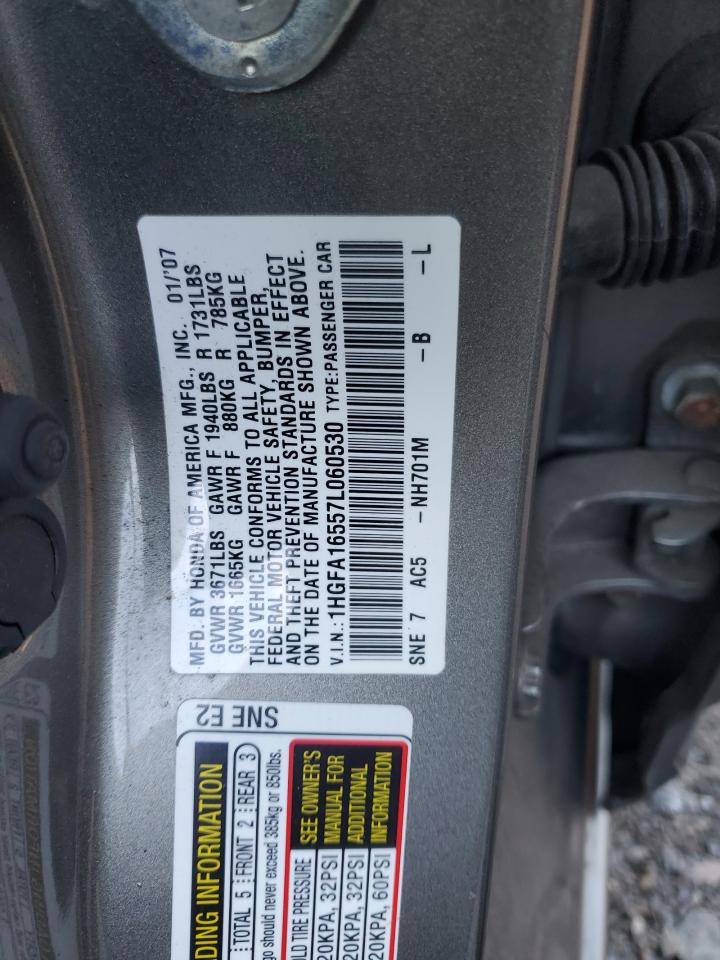 MFD. BY HONDA OF AMERICA MFG., INC. 01/'07
GVWR 3671LBS GAWR F 1940LBS R 1731LBS
GVWR 1665KG GAWR F 880KG R 785KG
THIS VEHICLE CONFORMS TO ALL APPLICABLE
FEDERAL MOTOR VEHICLE SAFETY, BUMPER,
AND THEFT PREVENTION STANDARDS IN EFFECT
ON THE DATE OF MANUFACTURE SHOWN ABOVE.
V.I.N.: 1HGFA16557L060530 TYPE:PASSENGER CAR
SNE 7 AC5 -NH701M -B -L
SNE E2
DING INFORMATION
TOTAL 5 FRONT 2 REAR 3
go should never exceed 385kg or 850lbs.
LD TIRE PRESSURE
20KPA, 32PSI
20KPA, 32PSI
20KPA, 60PSI
SEE OWNER'S
MANUAL FOR
ADDITIONAL
INFORMATION